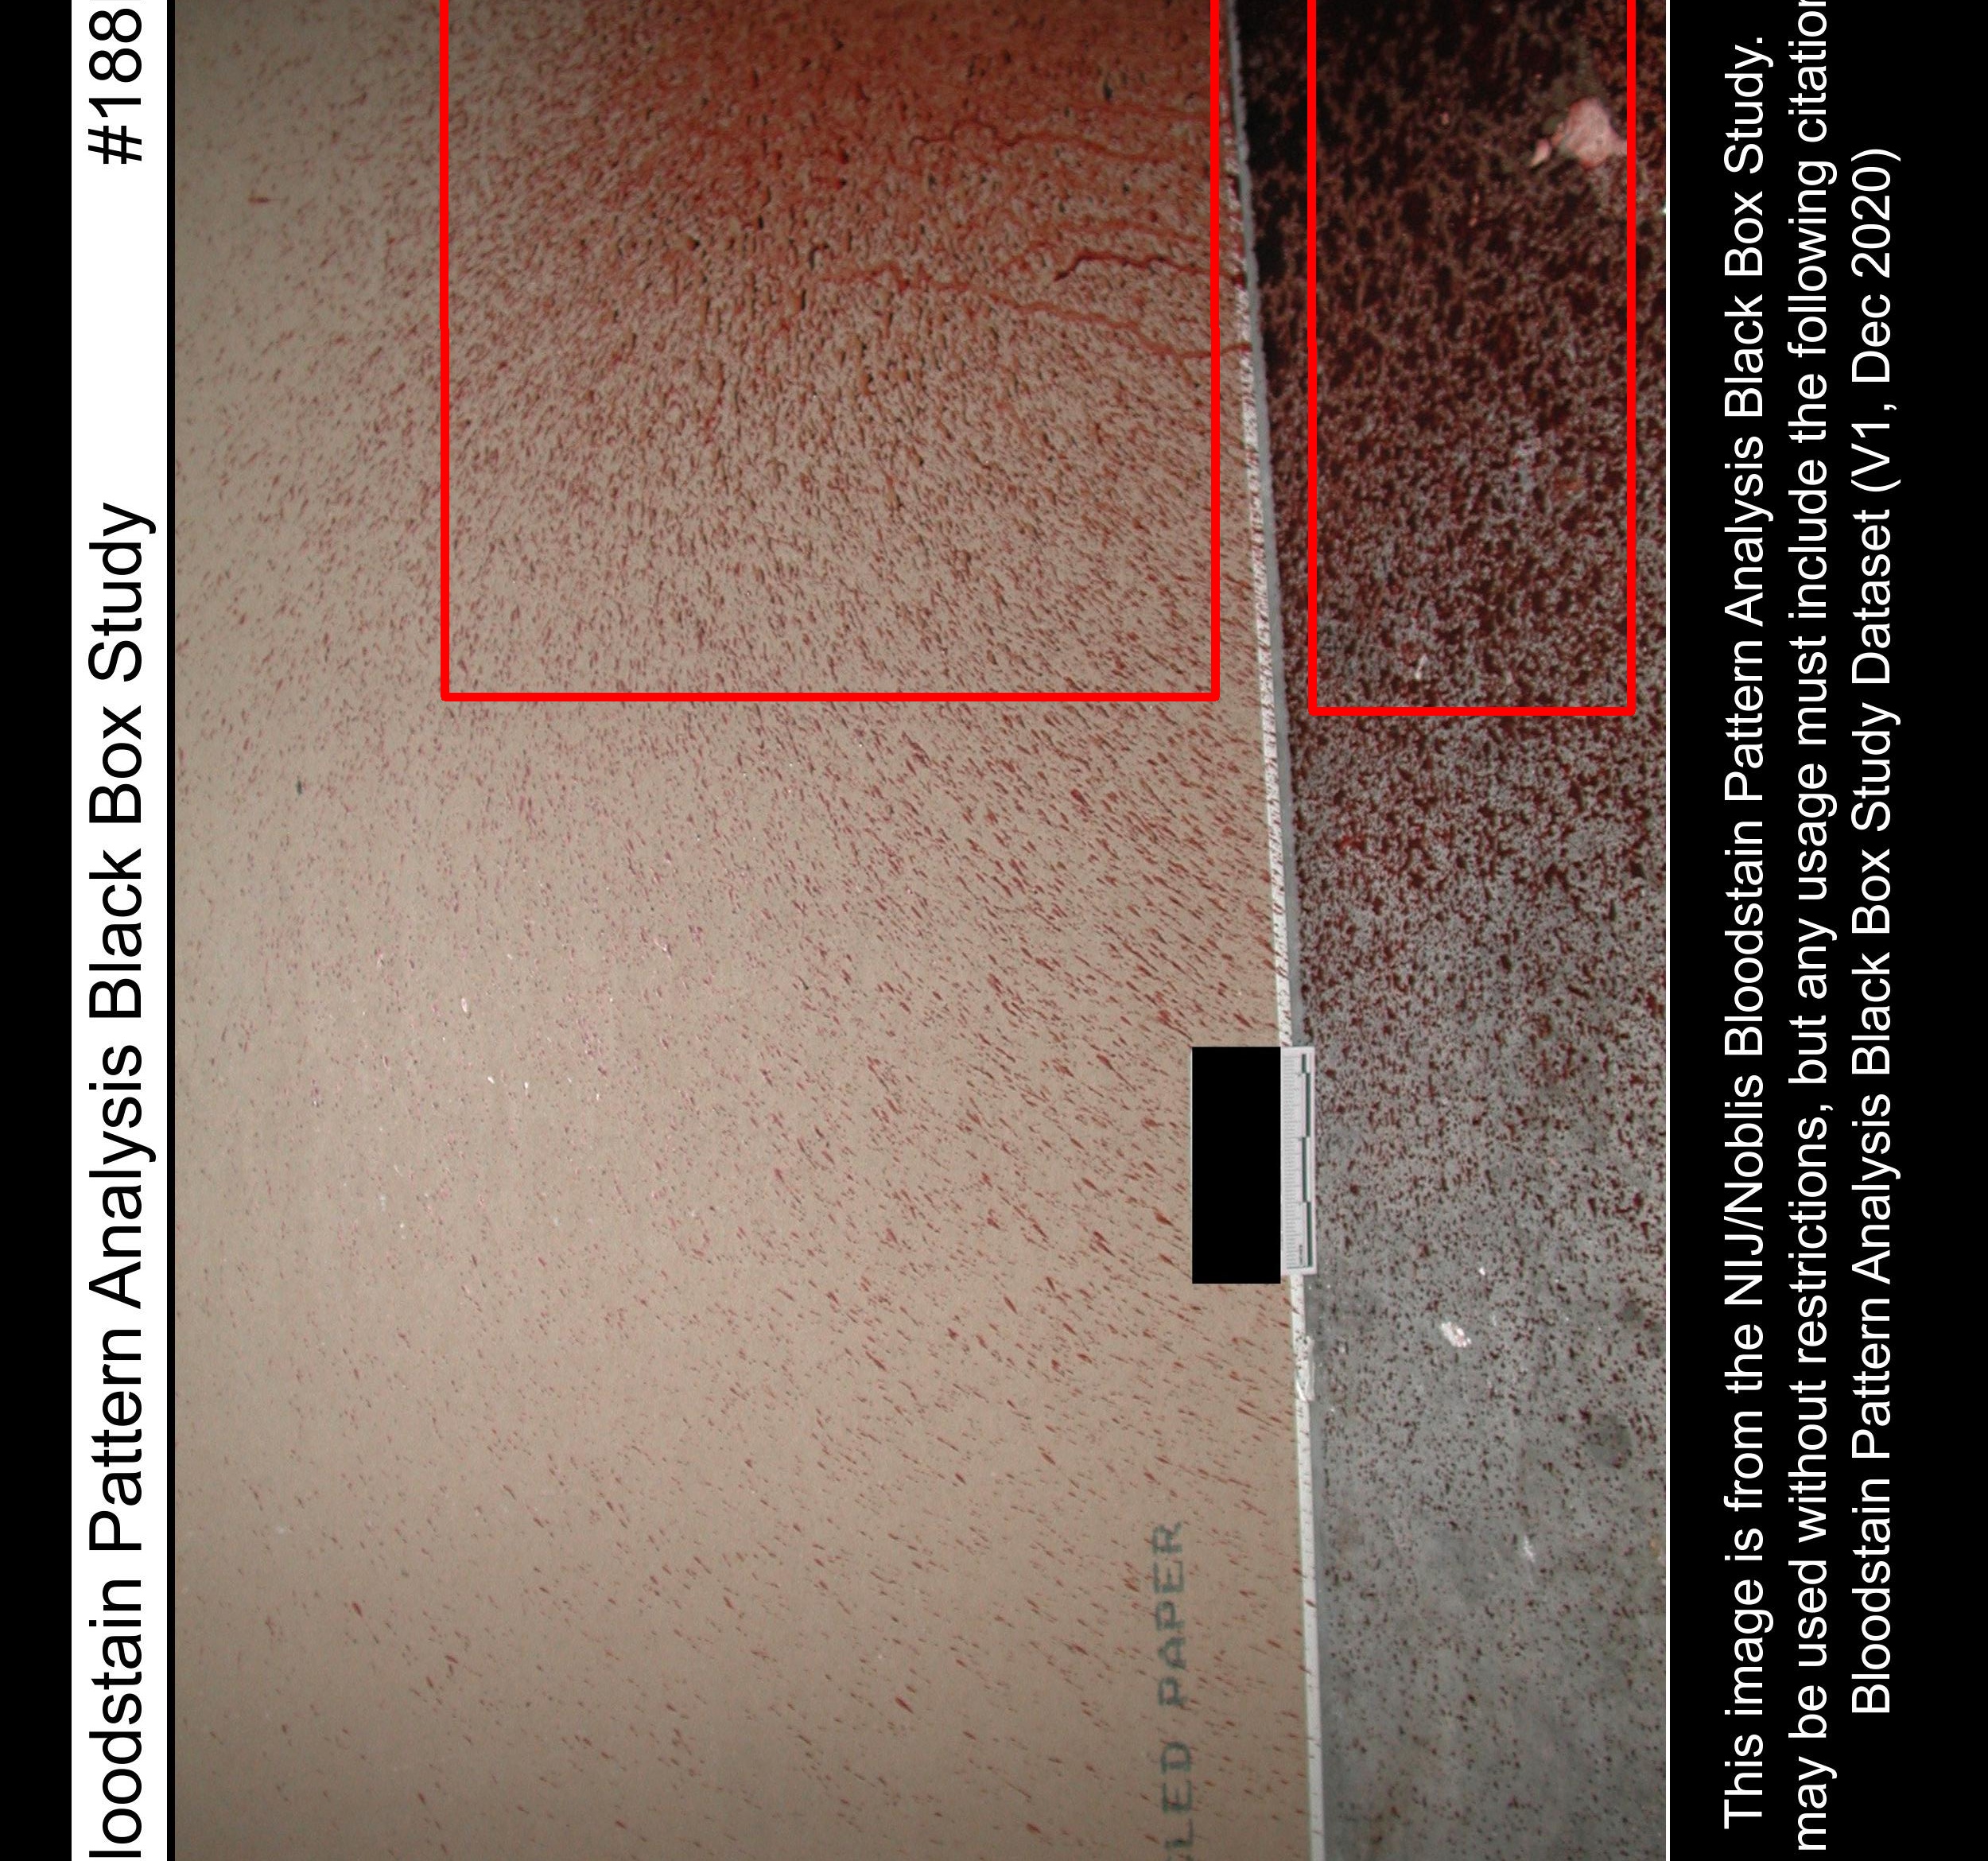 loodstain Pattern Analysis Black Box Study #188
LED PAPER
This image is from the NIJ/Noblis Bloodstain Pattern Analysis Black Box Study.
may be used without restrictions, but any usage must include the following citation
Bloodstain Pattern Analysis Black Box Study Dataset (V1, Dec 2020)